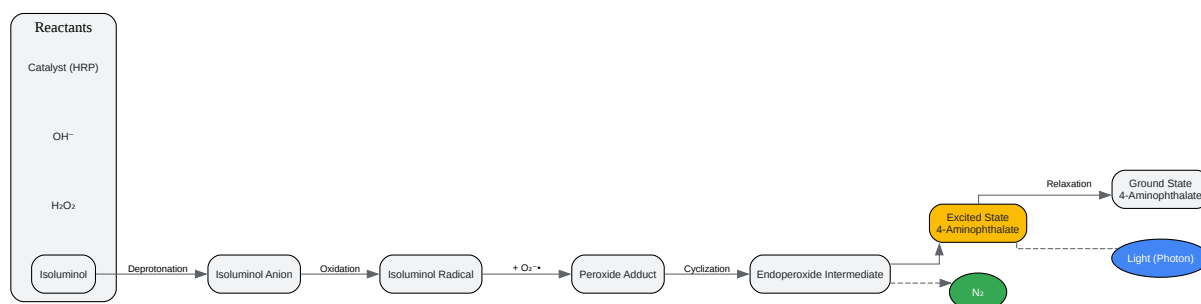 Reactants
Catalyst (HRP)
OH⁻
H₂O₂
Isoluminol
Deprotonation
Isoluminol Anion
Oxidation
Isoluminol Radical
+ O₂⁻•
Peroxide Adduct
Cyclization
Endoperoxide Intermediate
Excited State
4-Aminophthalate
Relaxation
Ground State
4-Aminophthalate
Light (Photon)
N₂